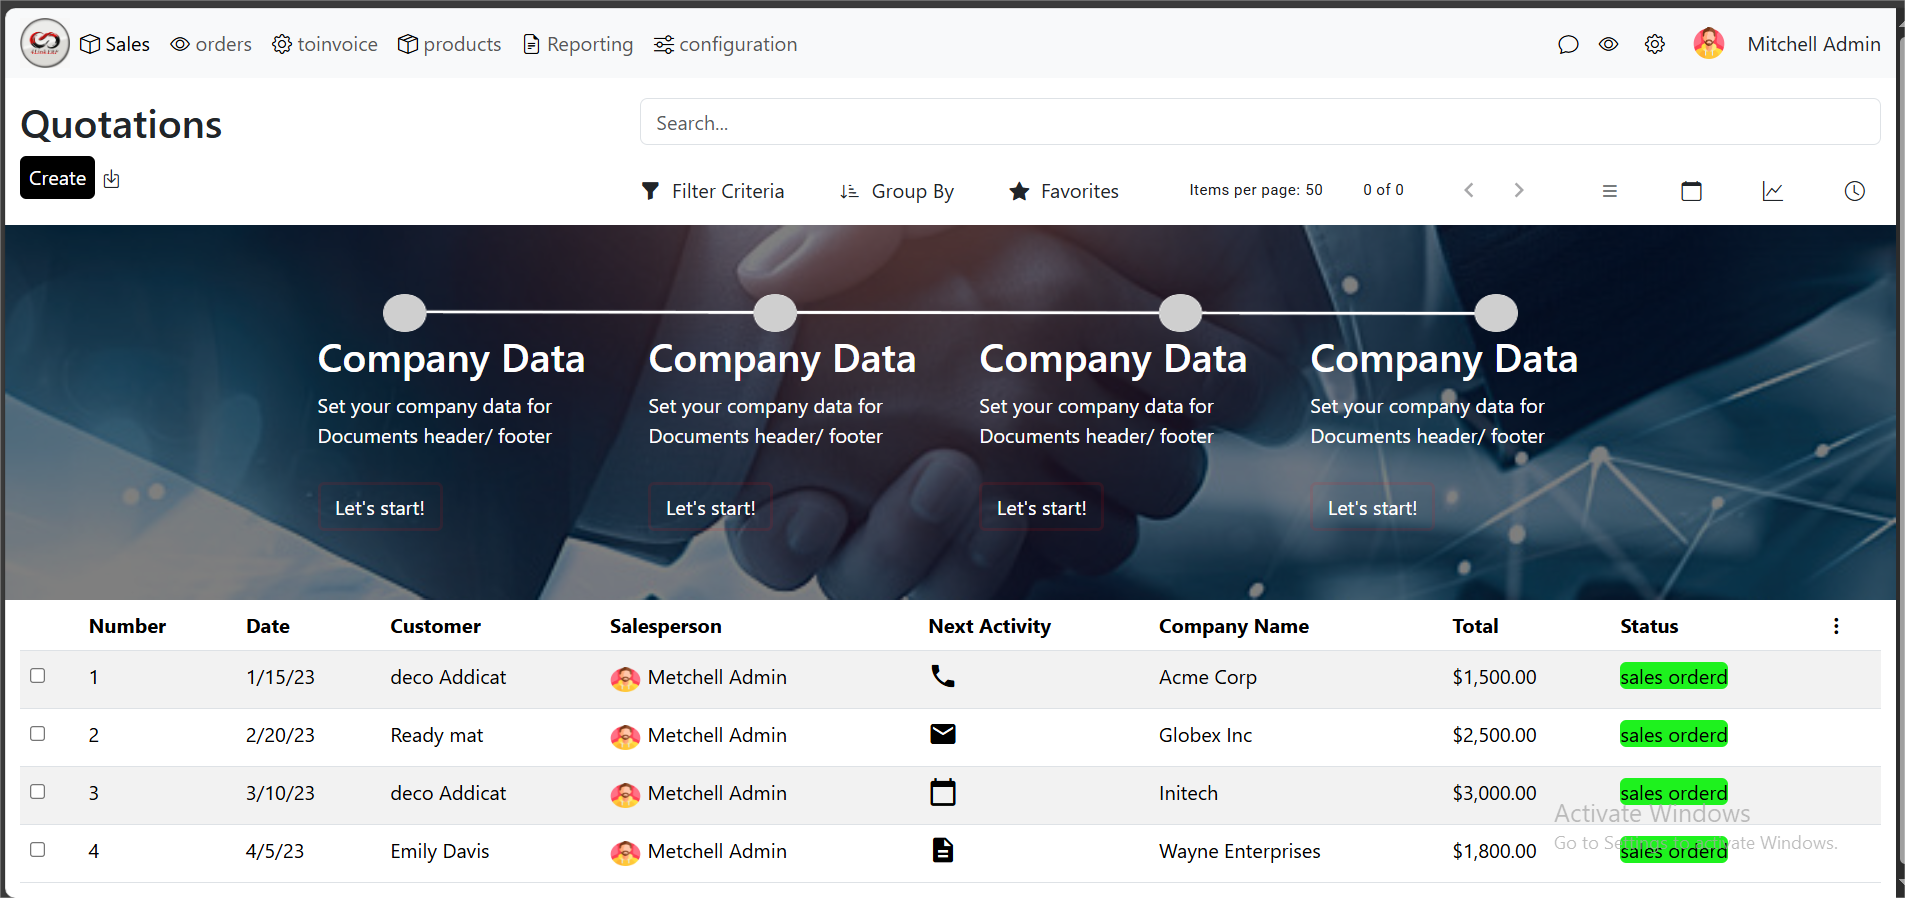 Sales orders toinvoice products Reporting configuration Mitchell Admin
Quotations
Search...
Create
Filter Criteria Group By Favorites Items per page: 50 0 of 0
Company Data Company Data Company Data Company Data
Set your company data for Set your company data for Set your company data for Set your company data for
Documents header/ footer Documents header/ footer Documents header/ footer Documents header/ footer
Let's start! Let's start! Let's start! Let's start!
Number Date Customer Salesperson Next Activity Company Name Total Status
1 1/15/23 deco Addicat Metchell Admin Acme Corp $1,500.00 sales orderd
2 2/20/23 Ready mat Metchell Admin Globex Inc $2,500.00 sales orderd
3 3/10/23 deco Addicat Metchell Admin Initech $3,000.00 sales orderd
Activate Windows
4 4/5/23 Emily Davis Metchell Admin Wayne Enterprises $1,800.00 sales orderd
Go to Settings to activate Windows.